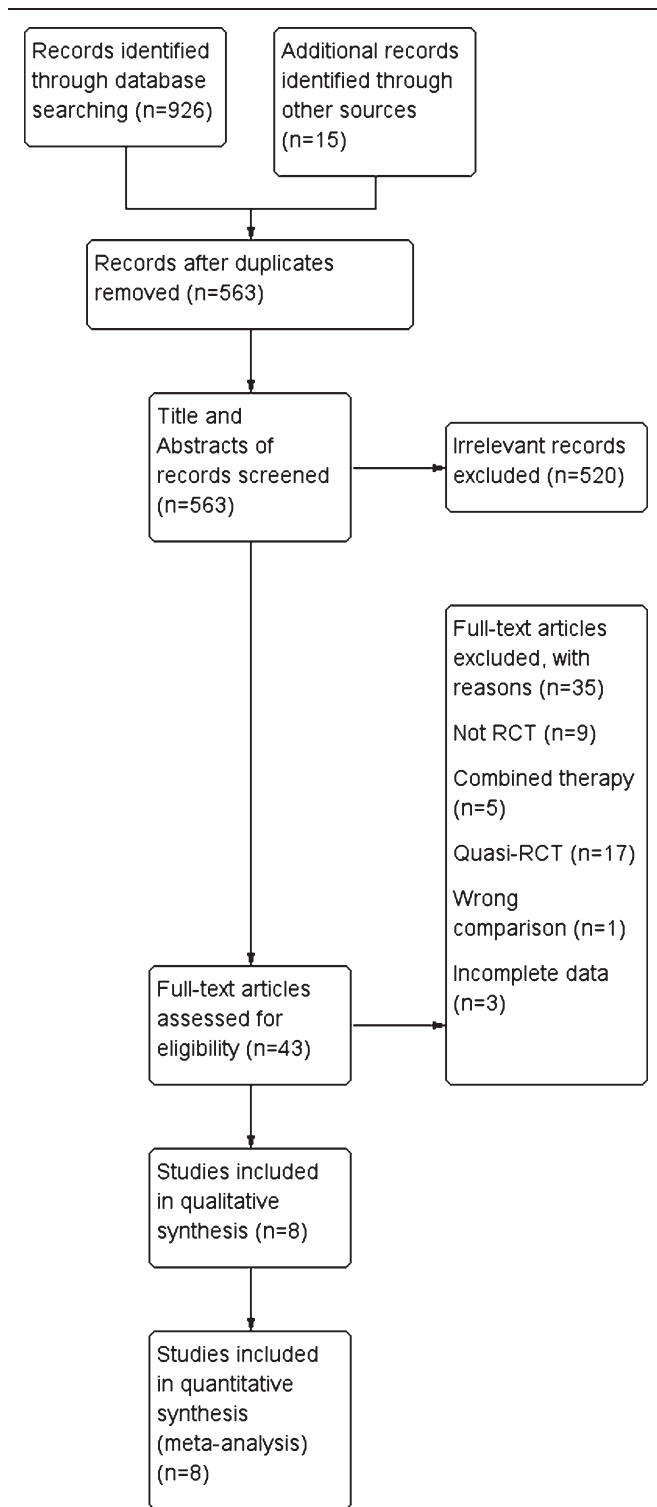 Records identified
through database
searching (n=926)
Additional records
identified through
other sources
(n=15)
Records after duplicates
removed (n=563)
Title and
Abstracts of
records screened
(n=563)
Irrelevant records
excluded (n=520)
Full-text articles
excluded, with
reasons (n=35)
Not RCT (n=9)
Combined therapy
(n=5)
Quasi-RCT (n=17)
Wrong
comparison (n=1)
Incomplete data
(n=3)
Full-text articles
assessed for
eligibility (n=43)
Studies included
in qualitative
synthesis (n=8)
Studies included
in quantitative
synthesis
(meta-analysis)
(n=8)